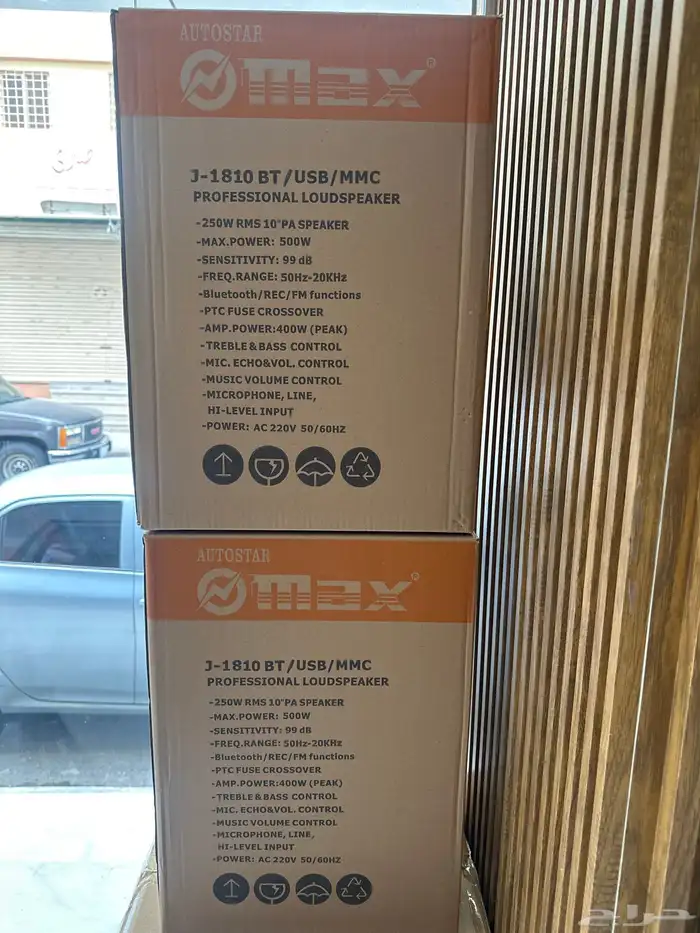 AUTOSTAR
max
J-1810 BT/USB/MMC
PROFESSIONAL LOUDSPEAKER
-250W RMS 10"PA SPEAKER
-MAX.POWER: 500W
-SENSITIVITY: 99 dB
-FREQ.RANGE: 50Hz-20KHz
-Bluetooth/REC/FM functions
-PTC FUSE CROSSOVER
-AMP.POWER:400W (PEAK)
-TREBLE & BASS CONTROL
-MIC. ECHO&VOL. CONTROL
-MUSIC VOLUME CONTROL
-MICROPHONE, LINE,
HI-LEVEL INPUT
-POWER: AC 220V 50/60HZ
AUTOSTAR
max
J-1810 BT/USB/MMC
PROFESSIONAL LOUDSPEAKER
-250W RMS 10"PA SPEAKER
-MAX.POWER: 500W
-SENSITIVITY: 99 dB
-FREQ.RANGE: 50Hz-20KHz
-Bluetooth/REC/FM functions
-PTC FUSE CROSSOVER
-AMP.POWER:400W (PEAK)
-TREBLE & BASS CONTROL
-MIC. ECHO&VOL. CONTROL
-MUSIC VOLUME CONTROL
-MICROPHONE, LINE,
HI-LEVEL INPUT
-POWER: AC 220V 50/60HZ
حراج